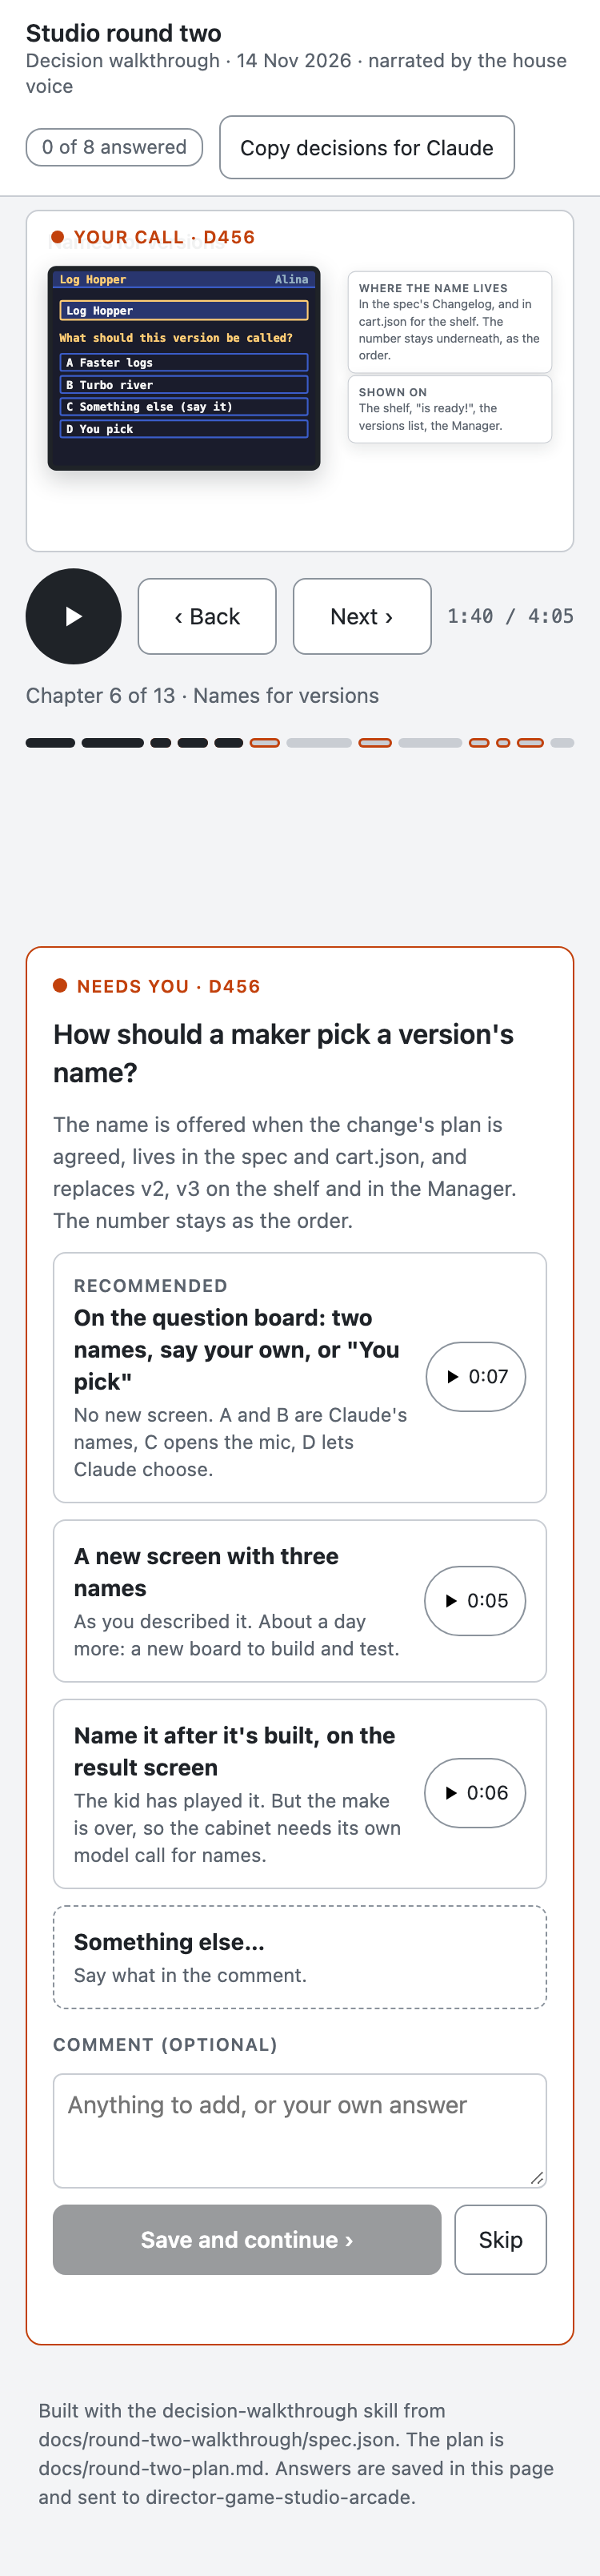 Studio round two
Decision walkthrough · 14 Nov 2026 · narrated by the house
voice
0 of 8 answered
Copy decisions for Claude
YOUR CALL · D456
Log Hopper
Alina
Log Hopper
What should this version be called?
A Faster logs
B Turbo river
C Something else (say it)
D You pick
WHERE THE NAME LIVES
In the spec's Changelog, and in
cart.json for the shelf. The
number stays underneath, as the
order.
SHOWN ON
The shelf, "is ready!", the
versions list, the Manager.
‹ Back
Next ›
1:40 / 4:05
Chapter 6 of 13 · Names for versions
NEEDS YOU · D456
How should a maker pick a version's
name?
The name is offered when the change's plan is
agreed, lives in the spec and cart.json, and
replaces v2, v3 on the shelf and in the Manager.
The number stays as the order.
RECOMMENDED
On the question board: two
names, say your own, or "You
pick"
No new screen. A and B are Claude's
names, C opens the mic, D lets
Claude choose.
0:07
A new screen with three
names
As you described it. About a day
more: a new board to build and test.
0:05
Name it after it's built, on the
result screen
The kid has played it. But the make
is over, so the cabinet needs its own
model call for names.
0:06
Something else...
Say what in the comment.
COMMENT (OPTIONAL)
Anything to add, or your own answer
Save and continue ›
Skip
Built with the decision-walkthrough skill from
docs/round-two-walkthrough/spec.json. The plan is
docs/round-two-plan.md. Answers are saved in this page
and sent to director-game-studio-arcade.